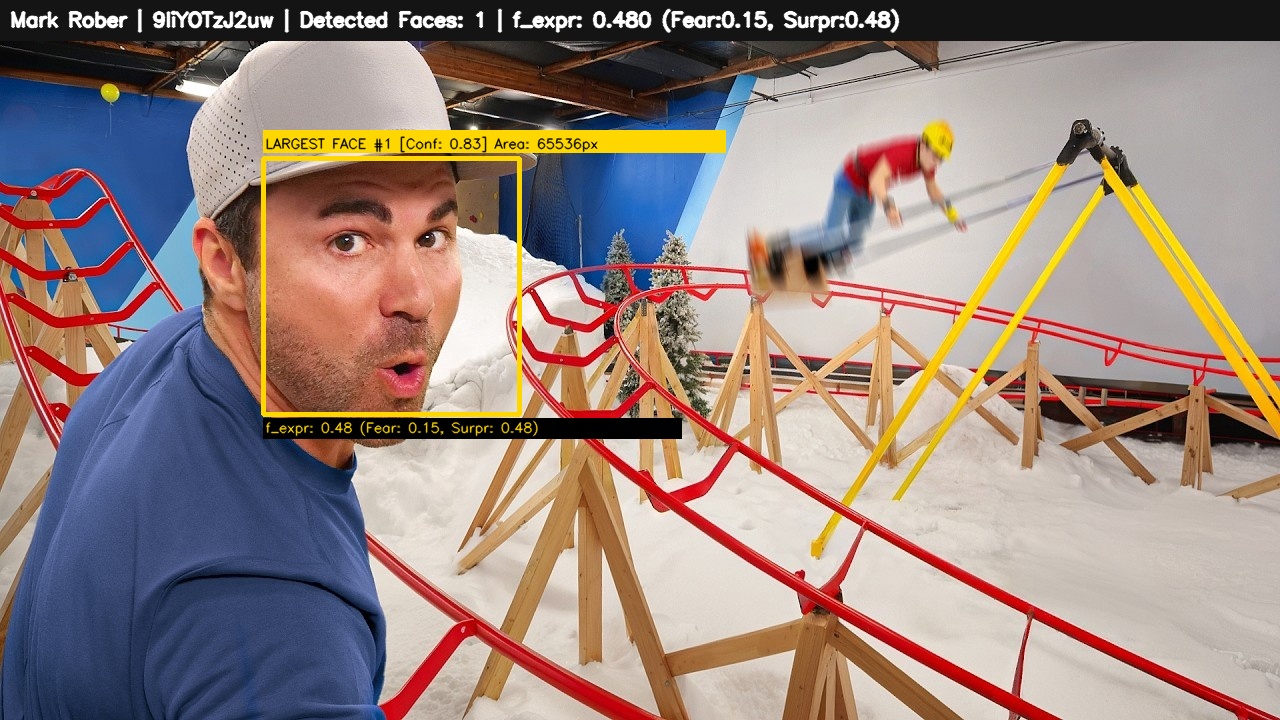 Mark Rober | 9liYOTzJ2uw | Detected Faces: 1 | f_expr: 0.480 (Fear:0.15, Surpr:0.48)
LARGEST FACE #1 [Conf: 0.83] Area: 65536px
f_expr: 0.48 (Fear: 0.15, Surpr: 0.48)